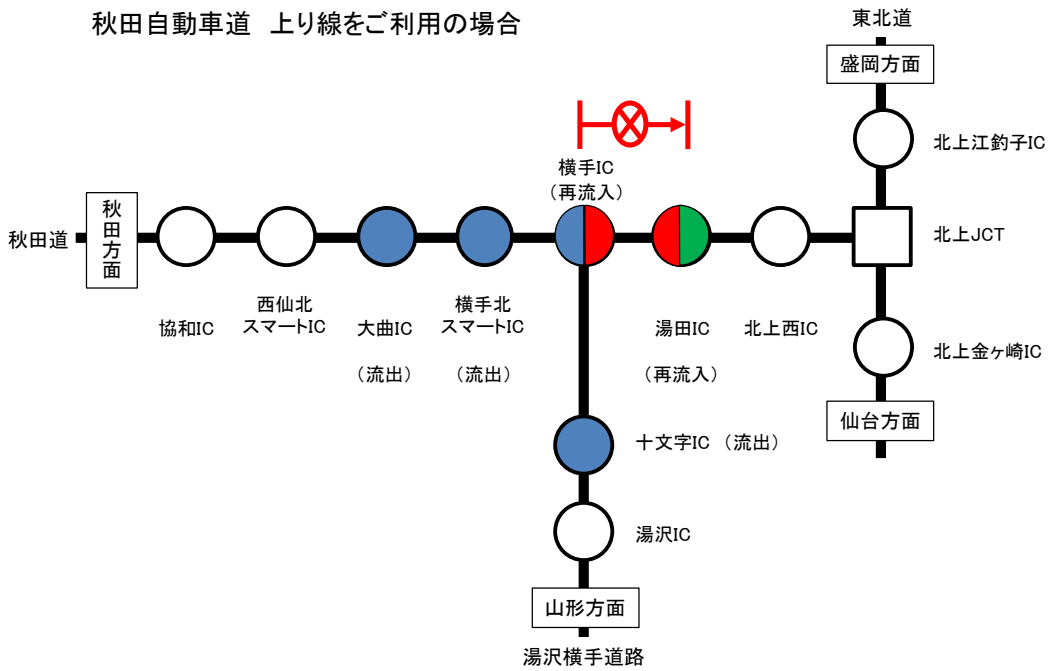 秋田自動車道 上り線をご利用の場合
東北道
盛岡方面
北上江釣子IC
横手IC
（再流入）
秋田道
秋田方面
北上JCT
協和IC
西仙北
スマートIC
大曲IC
（流出）
横手北
スマートIC
（流出）
湯田IC
（再流入）
北上西IC
北上金ヶ崎IC
仙台方面
十文字IC （流出）
湯沢IC
山形方面
湯沢横手道路